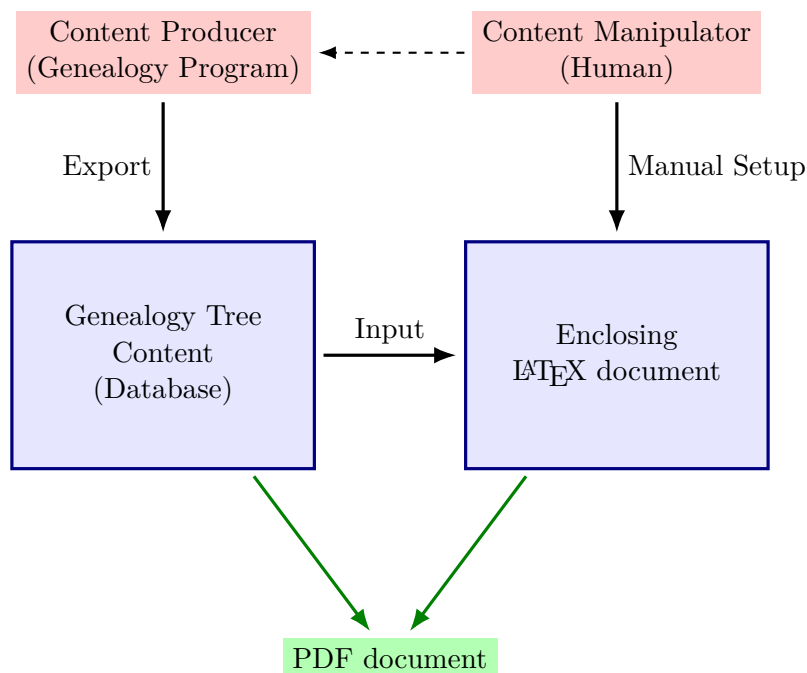 Content Producer
(Genealogy Program)
Content Manipulator
(Human)
Export
Manual Setup
Genealogy Tree
Content
(Database)
Input
Enclosing
LATEX document
PDF document